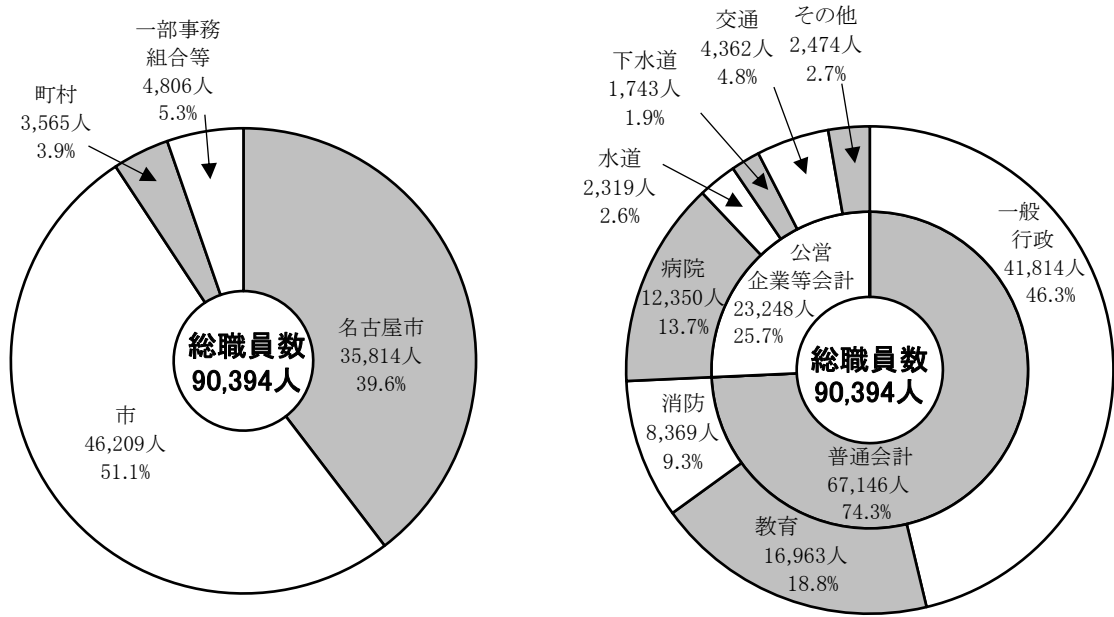 一部事務
組合等
4,806人
5.3%
町村
3,565人
3.9%
名古屋市
35,814人
39.6%
市
46,209人
51.1%
総職員数
90,394人
その他
2,474人
2.7%
交通
4,362人
4.8%
下水道
1,743人
1.9%
水道
2,319人
2.6%
病院
12,350人
13.7%
公営
企業等会計
23,248人
25.7%
一般
行政
41,814人
46.3%
総職員数
90,394人
消防
8,369人
9.3%
普通会計
67,146人
74.3%
教育
16,963人
18.8%